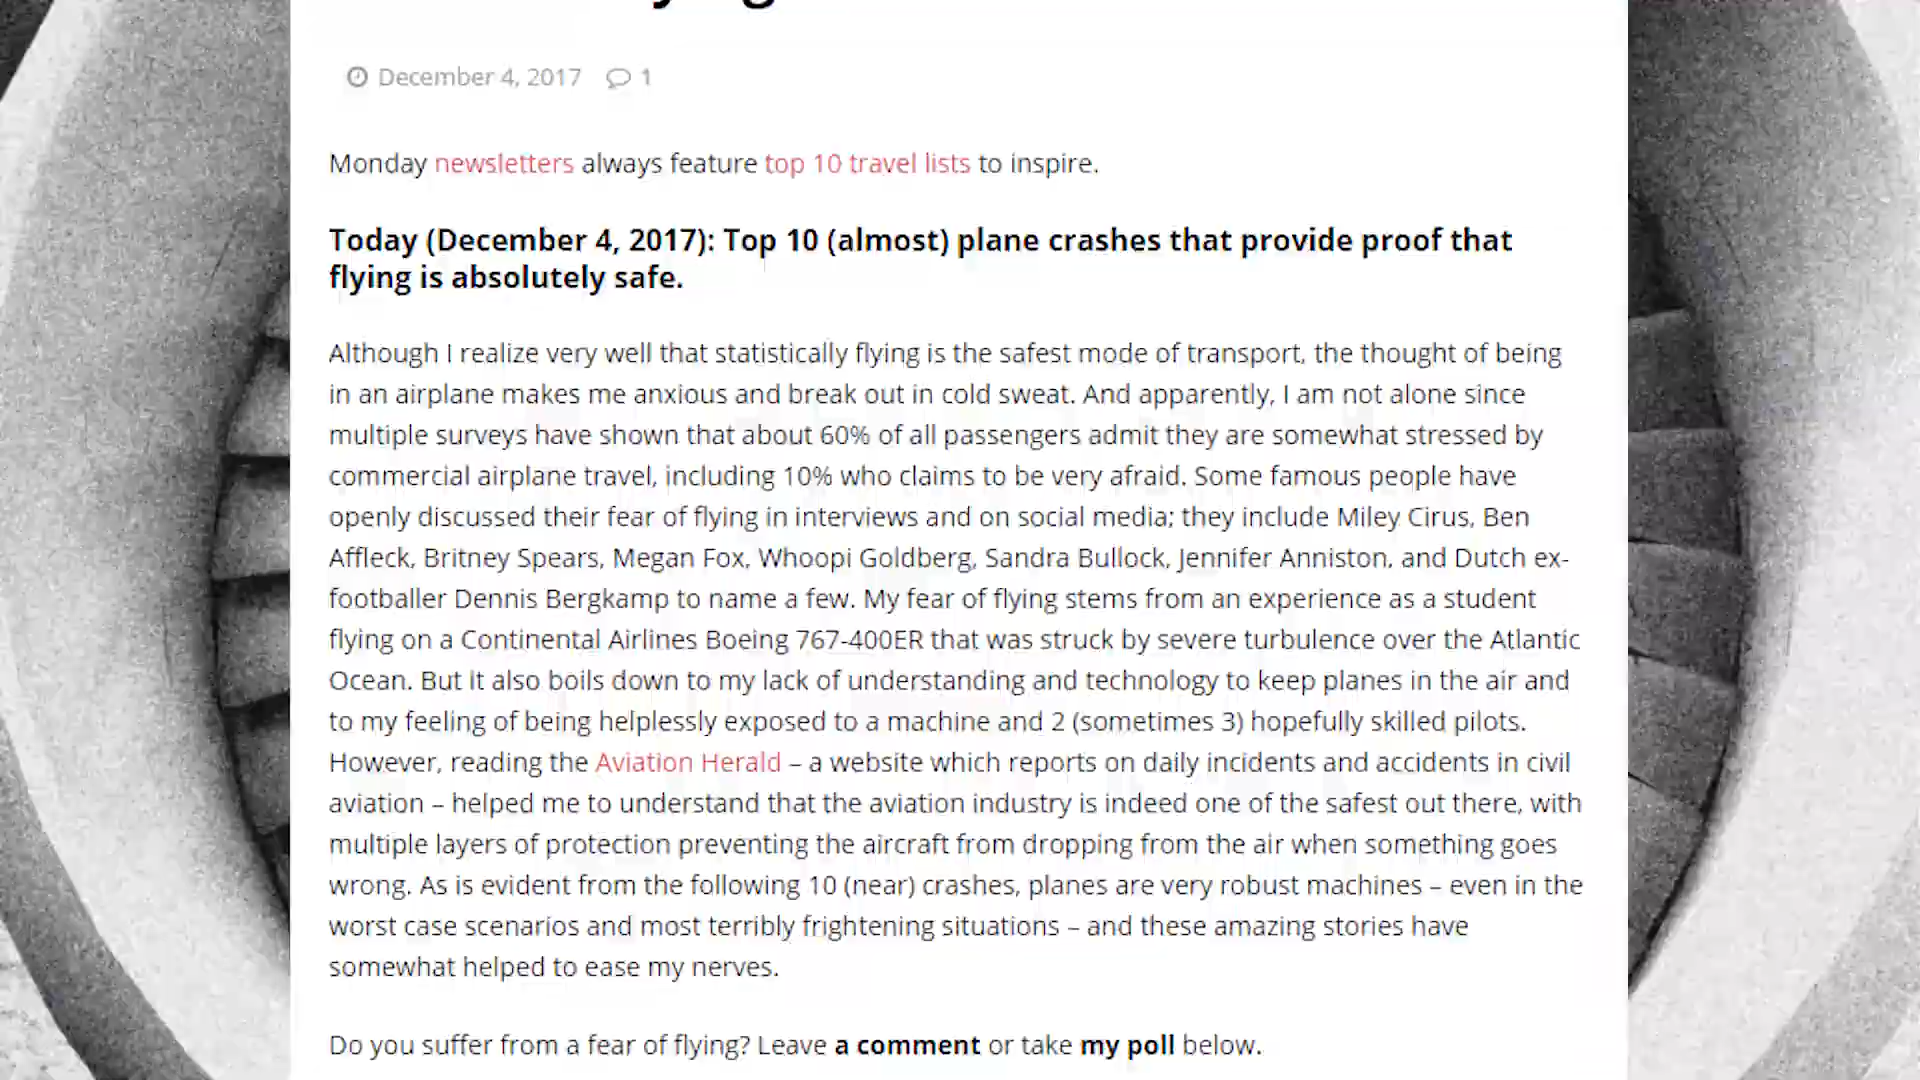 December 4, 2017 1
Monday newsletters always feature top 10 travel lists to inspire.
Today (December 4, 2017): Top 10 (almost) plane crashes that provide proof that
flying is absolutely safe.
Although I realize very well that statistically flying is the safest mode of transport, the thought of being
in an airplane makes me anxious and break out in cold sweat. And apparently, I am not alone since
multiple surveys have shown that about 60% of all passengers admit they are somewhat stressed by
commercial airplane travel, including 10% who claims to be very afraid. Some famous people have
openly discussed their fear of flying in interviews and on social media; they include Miley Cirus, Ben
Affleck, Britney Spears, Megan Fox, Whoopi Goldberg, Sandra Bullock, Jennifer Anniston, and Dutch ex-
footballer Dennis Bergkamp to name a few. My fear of flying stems from an experience as a student
flying on a Continental Airlines Boeing 767-400ER that was struck by severe turbulence over the Atlantic
Ocean. But it also boils down to my lack of understanding and technology to keep planes in the air and
to my feeling of being helplessly exposed to a machine and 2 (sometimes 3) hopefully skilled pilots.
However, reading the Aviation Herald – a website which reports on daily incidents and accidents in civil
aviation – helped me to understand that the aviation industry is indeed one of the safest out there, with
multiple layers of protection preventing the aircraft from dropping from the air when something goes
wrong. As is evident from the following 10 (near) crashes, planes are very robust machines – even in the
worst case scenarios and most terribly frightening situations – and these amazing stories have
somewhat helped to ease my nerves.
Do you suffer from a fear of flying? Leave a comment or take my poll below.